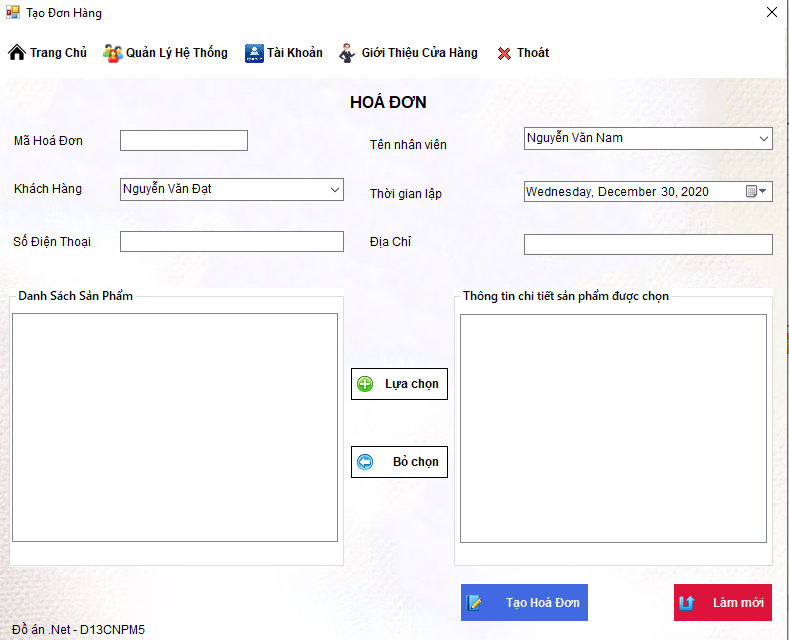 Tạo Đơn Hàng
Trang Chủ Quản Lý Hệ Thống Tài Khoản Giới Thiệu Cửa Hàng Thoát
HOÁ ĐƠN
Mã Hoá Đơn
Tên nhân viên Nguyễn Văn Nam
Khách Hàng Nguyễn Văn Đạt
Thời gian lập Wednesday, December 30, 2020
Số Điện Thoại
Địa Chỉ
Danh Sách Sản Phẩm
Thông tin chi tiết sản phẩm được chọn
Lựa chọn
Bỏ chọn
Tạo Hoá Đơn
Làm mới
Đồ án .Net - D13CNPM5